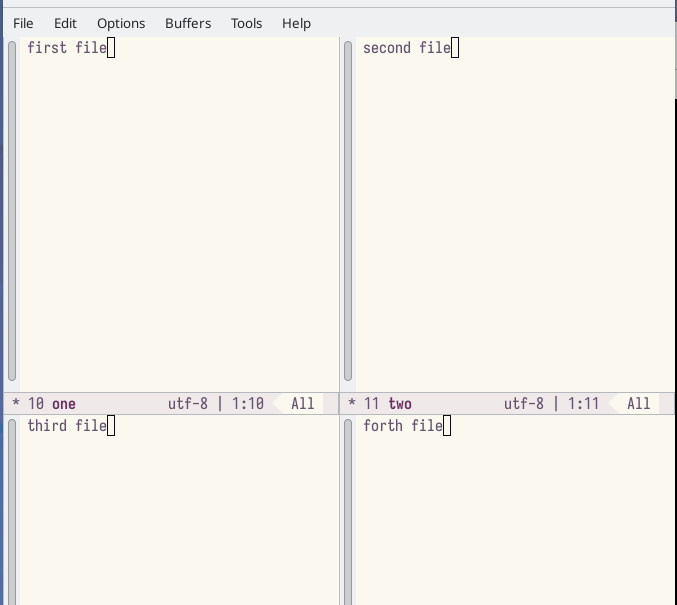 File Edit Options Buffers Tools Help
first file
second file
* 10 one utf-8 | 1:10 All
* 11 two utf-8 | 1:11 All
third file
forth file